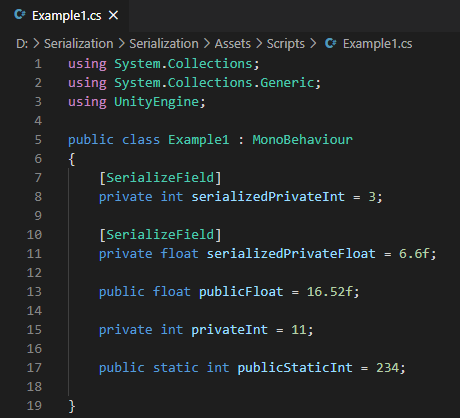 Example1.cs
D: > Serialization > Serialization > Assets > Scripts > Example1.cs
1 using System.Collections;
2 using System.Collections.Generic;
3 using UnityEngine;
4
5 public class Example1 : MonoBehaviour
6 {
7 [SerializeField]
8 private int serializedPrivateInt = 3;
9
10 [SerializeField]
11 private float serializedPrivateFloat = 6.6f;
12
13 public float publicFloat = 16.52f;
14
15 private int privateInt = 11;
16
17 public static int publicStaticInt = 234;
18
19 }